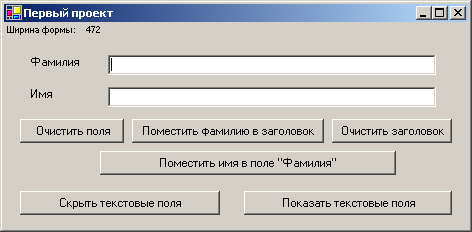 Первый проект
Ширина формы: 472
Фамилия
Имя
Очистить поля Поместить фамилию в заголовок Очистить заголовок
Поместить имя в поле "Фамилия"
Скрыть текстовые поля Показать текстовые поля